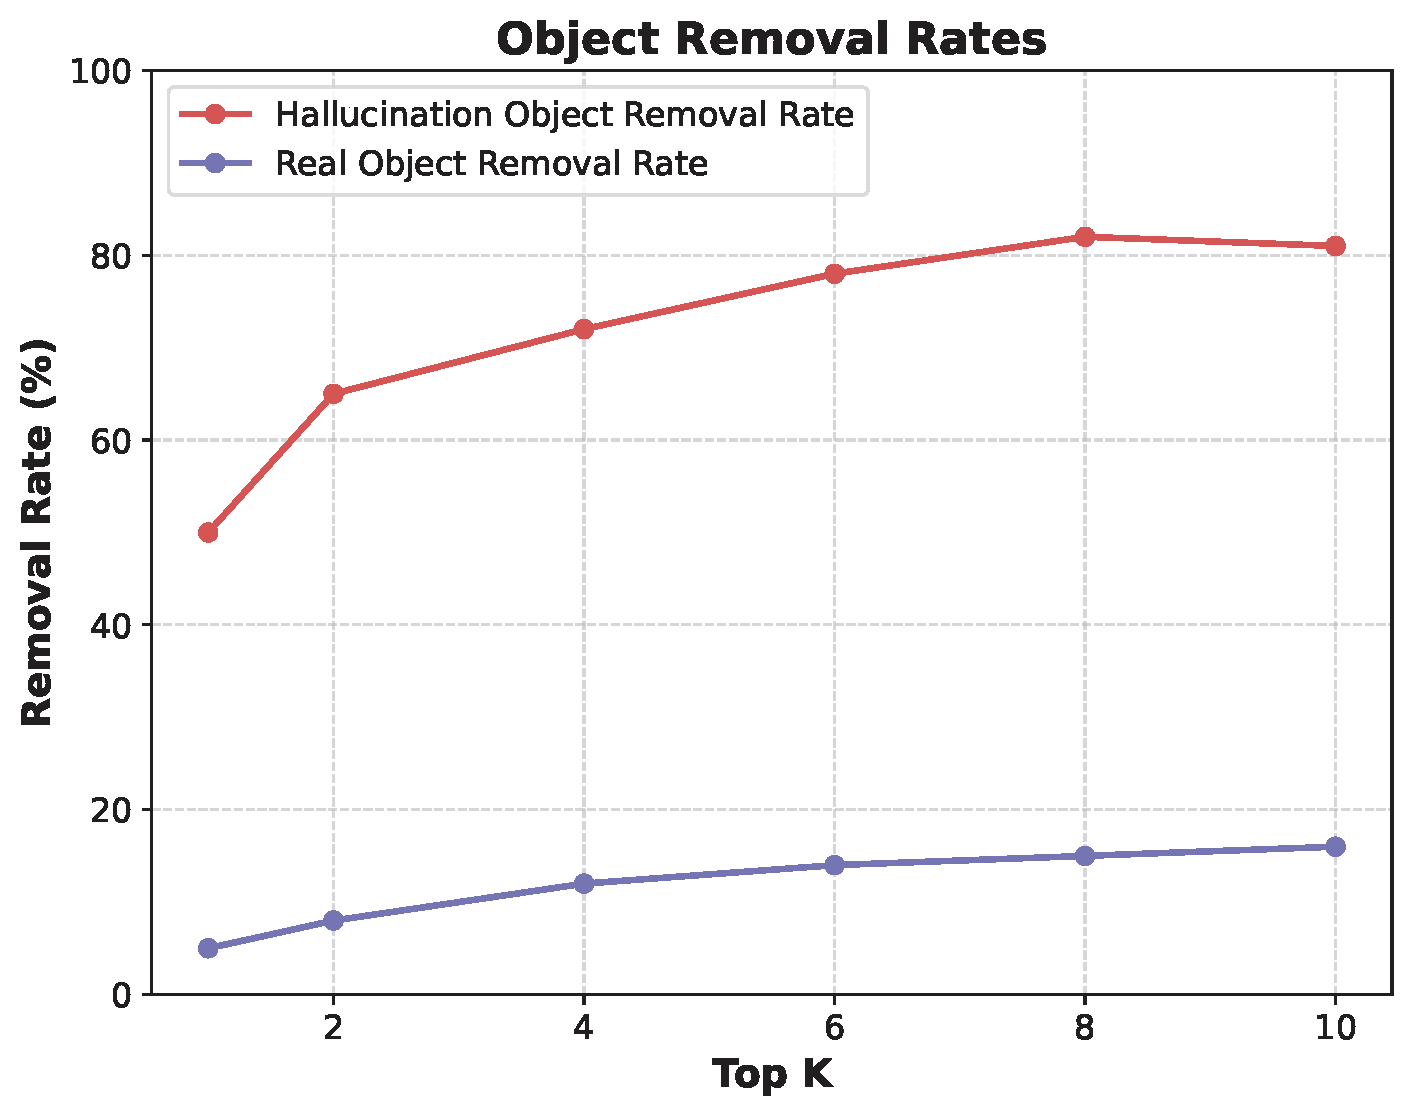 Object Removal Rates
Hallucination Object Removal Rate
Real Object Removal Rate
Removal Rate (%)
100
80
60
40
20
0
2 4 6 8 10
Top K